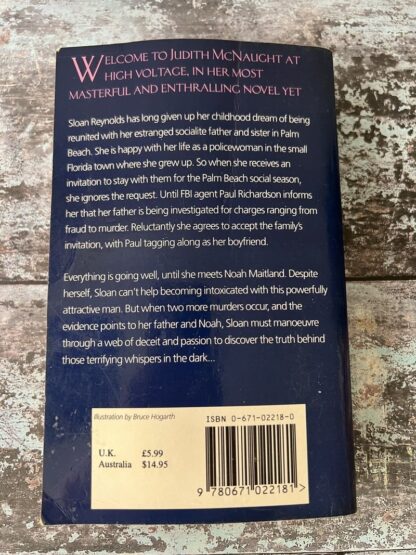 WELCOME TO JUDITH MCNAUGHT AT
HIGH VOLTAGE, IN HER MOST
MASTERFUL AND ENTHRALLING NOVEL YET
Sloan Reynolds has long given up her childhood dream of being
reunited with her estranged socialite father and sister in Palm
Beach. She is happy with her life as a policewoman in the small
Florida town where she grew up. So when she receives an
invitation to stay with them for the Palm Beach social season,
she ignores the request. Until FBI agent Paul Richardson informs
her that her father is being investigated for charges ranging from
fraud to murder. Reluctantly she agrees to accept the family's
invitation, with Paul tagging along as her boyfriend.
Everything is going well, until she meets Noah Maitland. Despite
herself, Sloan can't help becoming intoxicated with this powerfully
attractive man. But when two more murders occur, and the
evidence points to her father and Noah, Sloan must manoeuvre
through a web of deceit and passion to discover the truth behind
those terrifying whispers in the dark...
Illustration by Bruce Hogarth
ISBN 0-671-02218-0
U.K. £5.99
Australia $14.95
9 780671 022181 >